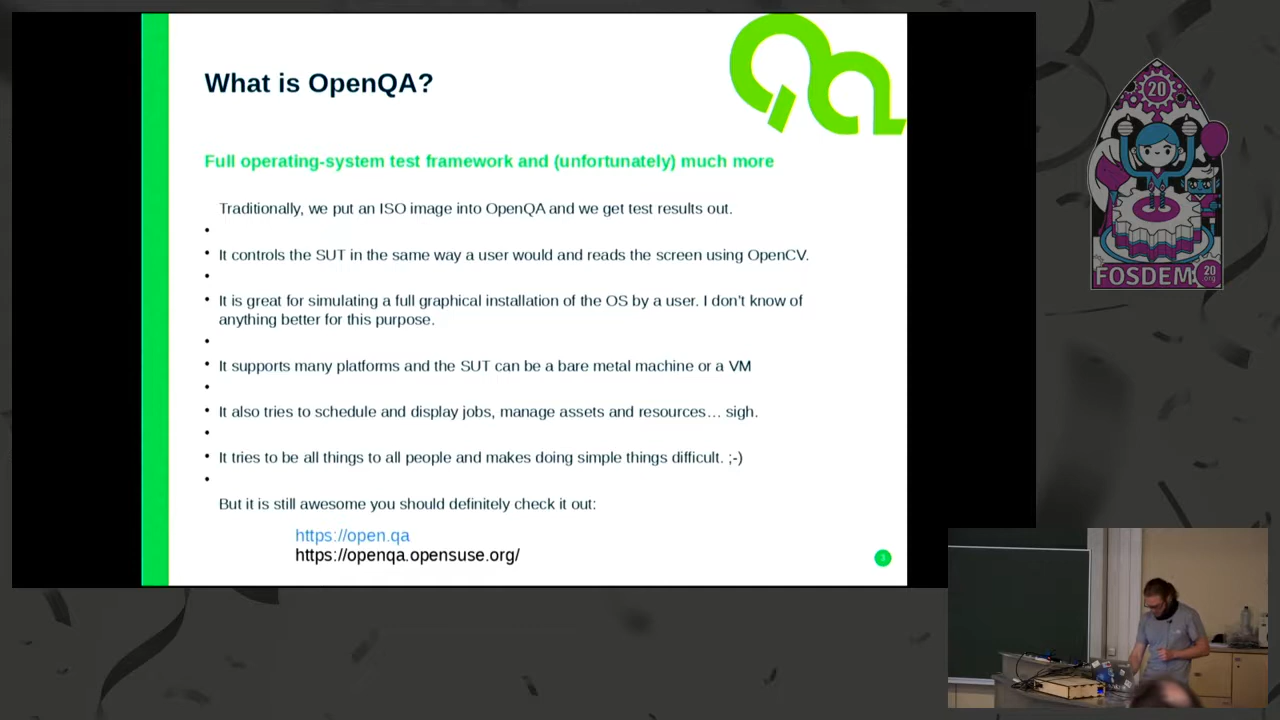 What is OpenQA?
Full operating-system test framework and (unfortunately) much more
Traditionally, we put an ISO image into OpenQA and we get test results out.
It controls the SUT in the same way a user would and reads the screen using OpenCV.
It is great for simulating a full graphical installation of the OS by a user. I don't know of
anything better for this purpose.
It supports many platforms and the SUT can be a bare metal machine or a VM
It also tries to schedule and display jobs, manage assets and resources… sigh.
It tries to be all things to all people and makes doing simple things difficult. ;-)
But it is still awesome you should definitely check it out:
https://open.qa
https://openqa.opensuse.org/
3
20
FOSDEM
20
.org